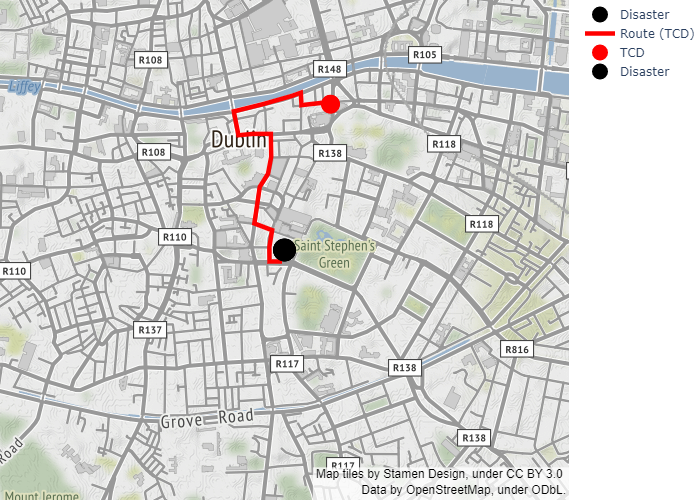 Disaster
Route (TCD)
TCD
Disaster
R105
R108
R148
Liffey
Dublin
R108
R138
R118
R118
R110
Saint Stephen's
Green
R110
R137
R816
R117
R138
Grove Road
R138
Road
R117
Mount Jerome
Map tiles by Stamen Design, under CC BY 3.0
Data by OpenStreetMap, under ODbL.